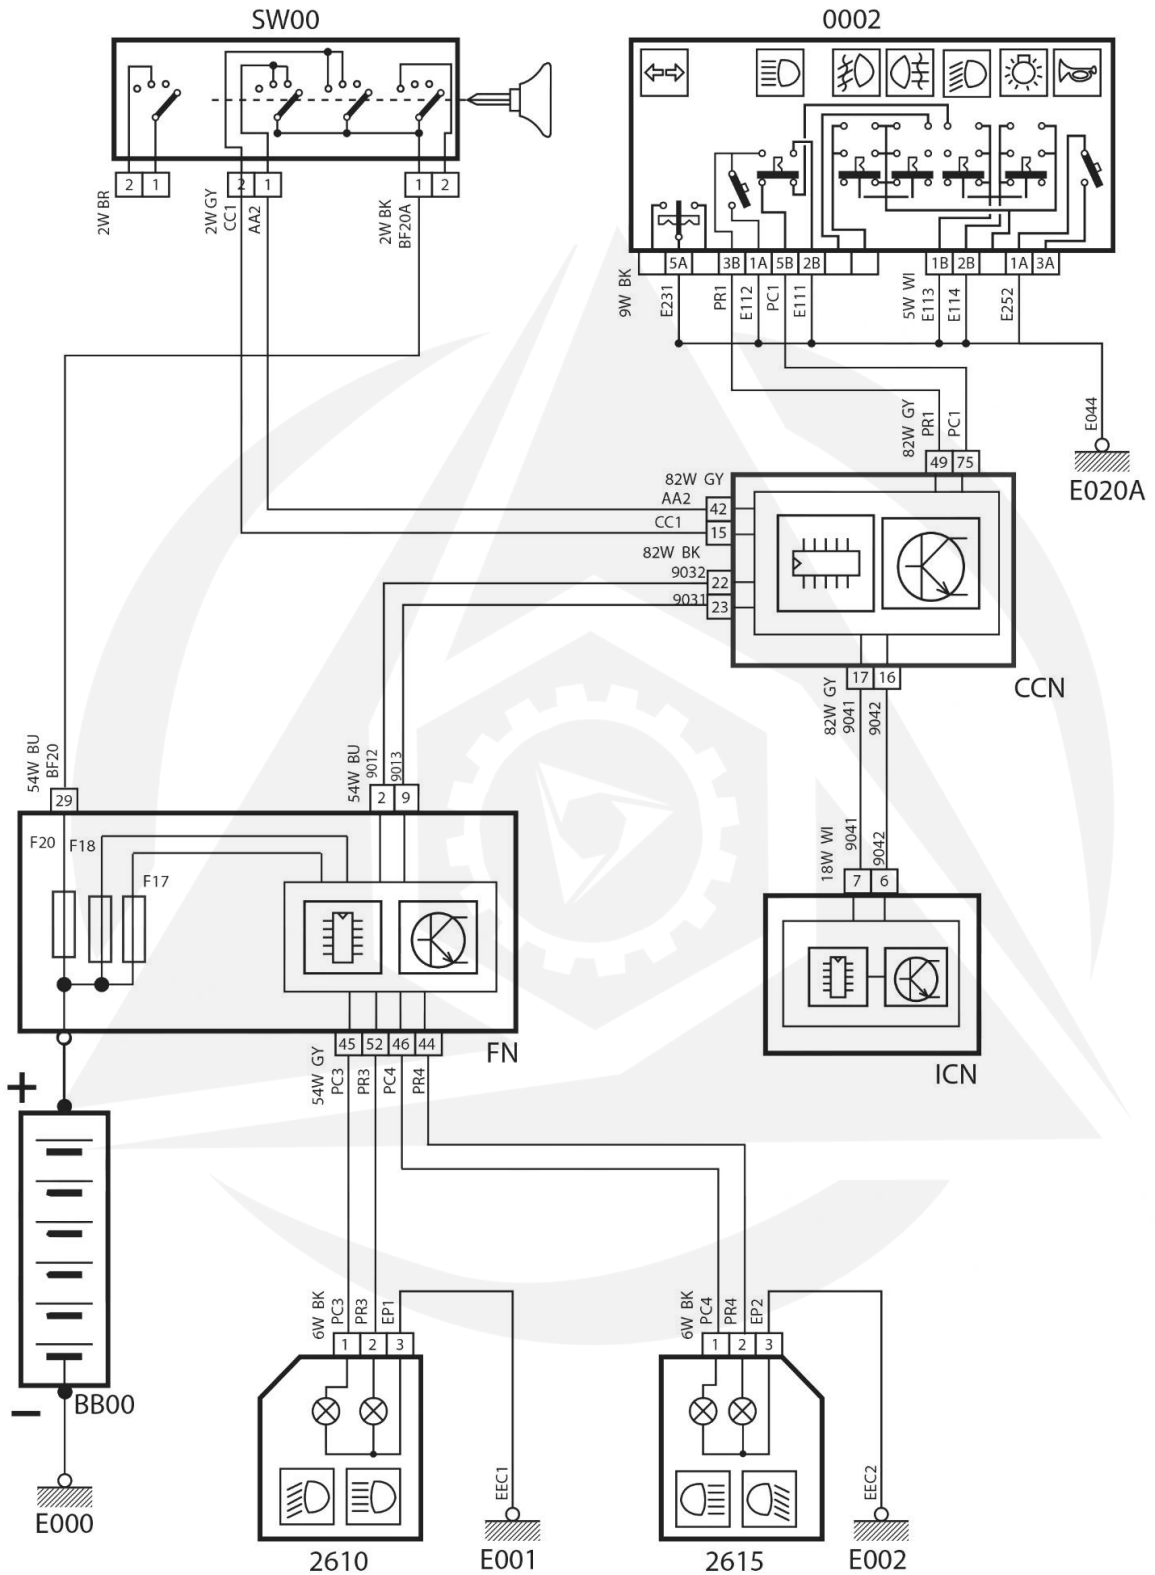 SW00
0002
2
1
2
1
1
2
2W BR
2W GY
CC1
AA2
2W BK
BF20A
5A
3B
1A
5B
2B
1B
2B
1A
3A
9W BK
E231
PR1
E112
PC1
E111
5W WI
E113
E114
E252
E044
E020A
82W GY
PR1
PC1
49
75
82W GY
AA2
42
CC1
15
82W BK
9032
22
9031
23
CCN
17
16
82W GY
9041
9042
54W BU
BF20
29
54W BU
9012
9013
2
9
F20
F18
F17
18W WI
9041
9042
7
6
ICN
45
52
46
44
FN
54W GY
PC3
PR3
PC4
PR4
+
BB00
−
E000
6W BK
PC3
PR3
EP1
1
2
3
EEC1
2610
E001
6W BK
PC4
PR4
EP2
1
2
3
EEC2
2615
E002